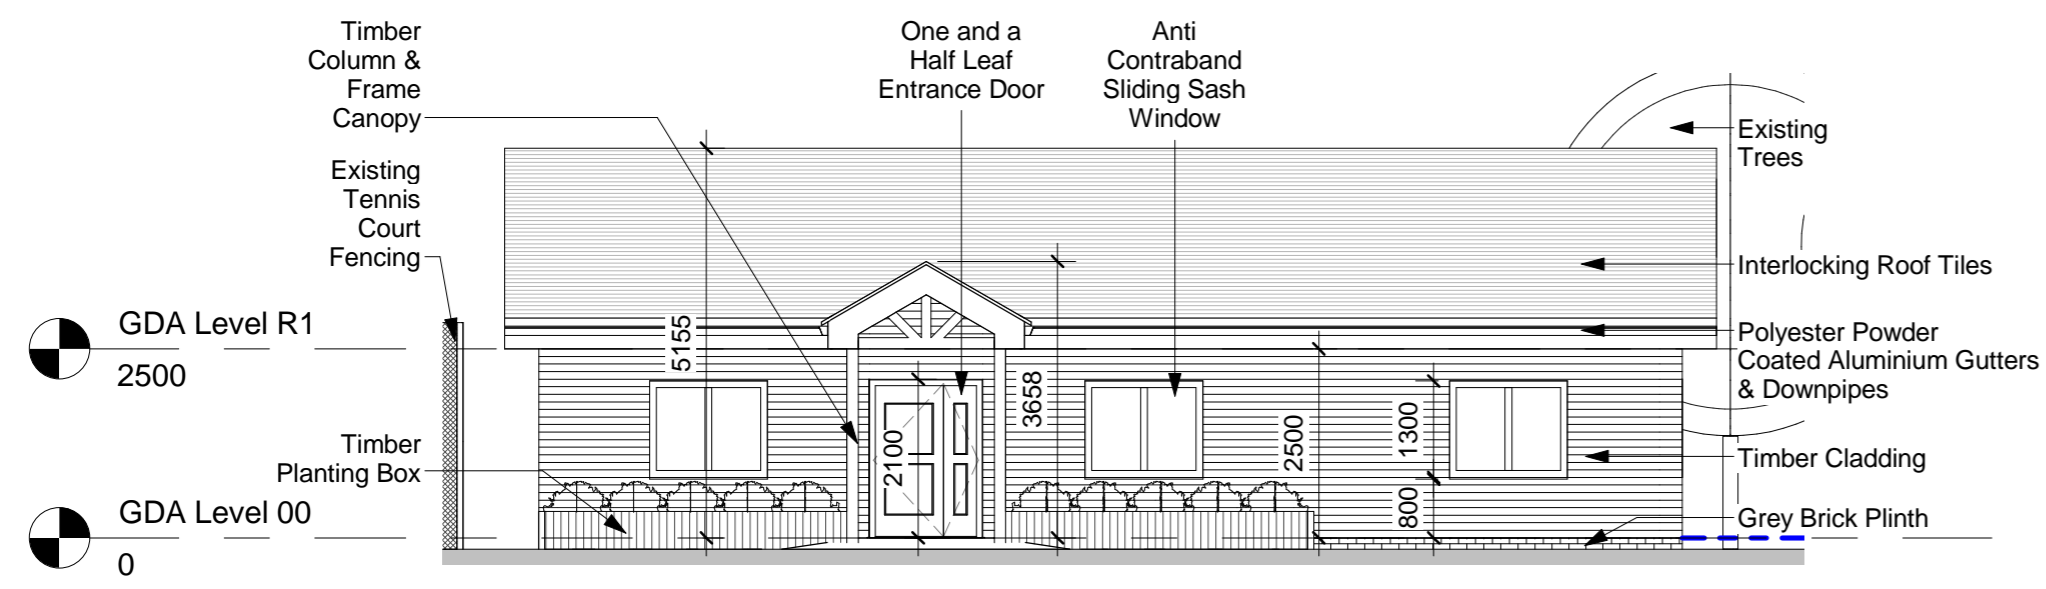 Timber
Column &
Frame
Canopy
One and a
Half Leaf
Entrance Door
Anti
Contraband
Sliding Sash
Window
Existing
Trees
Existing
Tennis
Court
Fencing
Interlocking Roof Tiles
GDA Level R1
2500
Polyester Powder
Coated Aluminium Gutters
& Downpipes
5155
3658
2100
2500
1300
800
Timber
Planting Box
Timber Cladding
GDA Level 00
0
Grey Brick Plinth